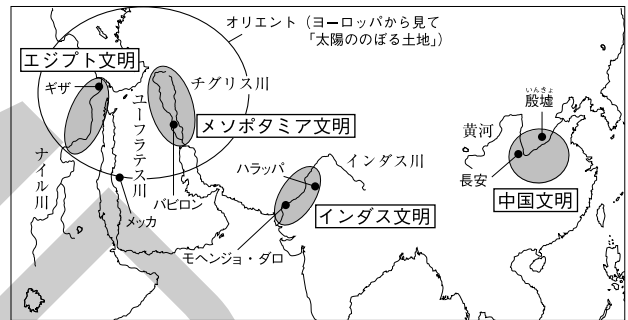 オリエント（ヨーロッパから見て
「太陽ののぼる土地」）
エジプト文明
ギザ
チグリス川
ユーフラテス川
メソポタミア文明
ナイル川
バビロン
メッカ
ハラッパ
インダス川
インダス文明
モヘンジョ・ダロ
いんきょ
殷墟
黄河
長安
中国文明